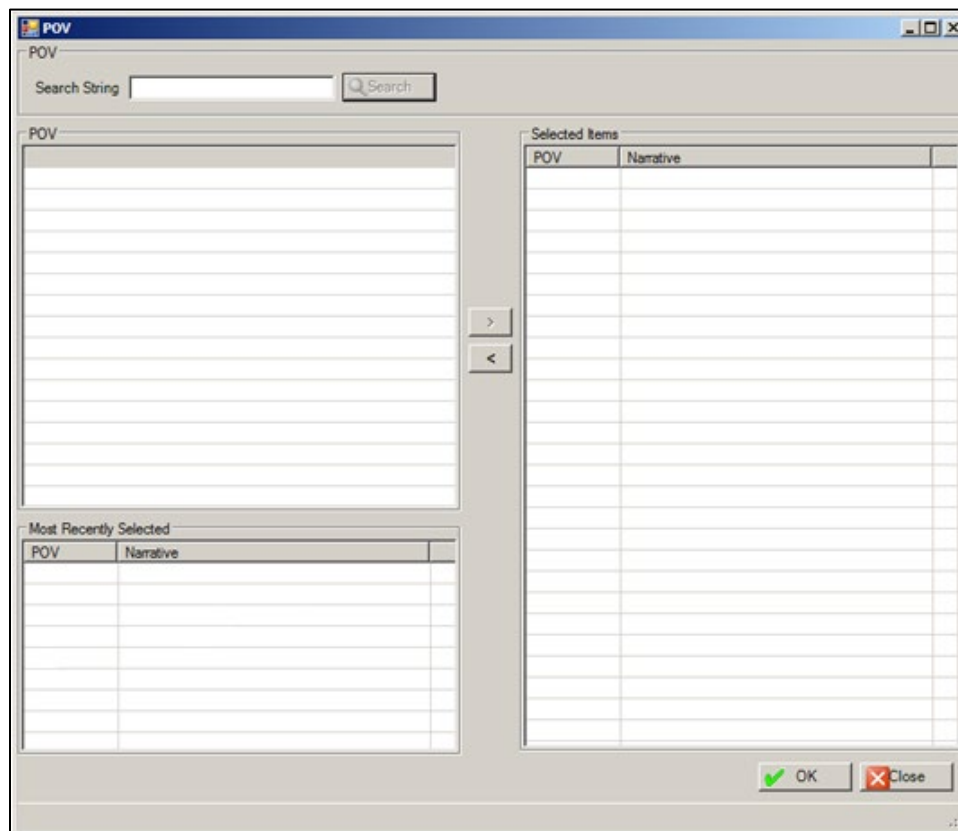 POV
POV
Search String
Search
POV
>
<
Selected Items
POV Narrative
Most Recently Selected
POV Narrative
OK
Close